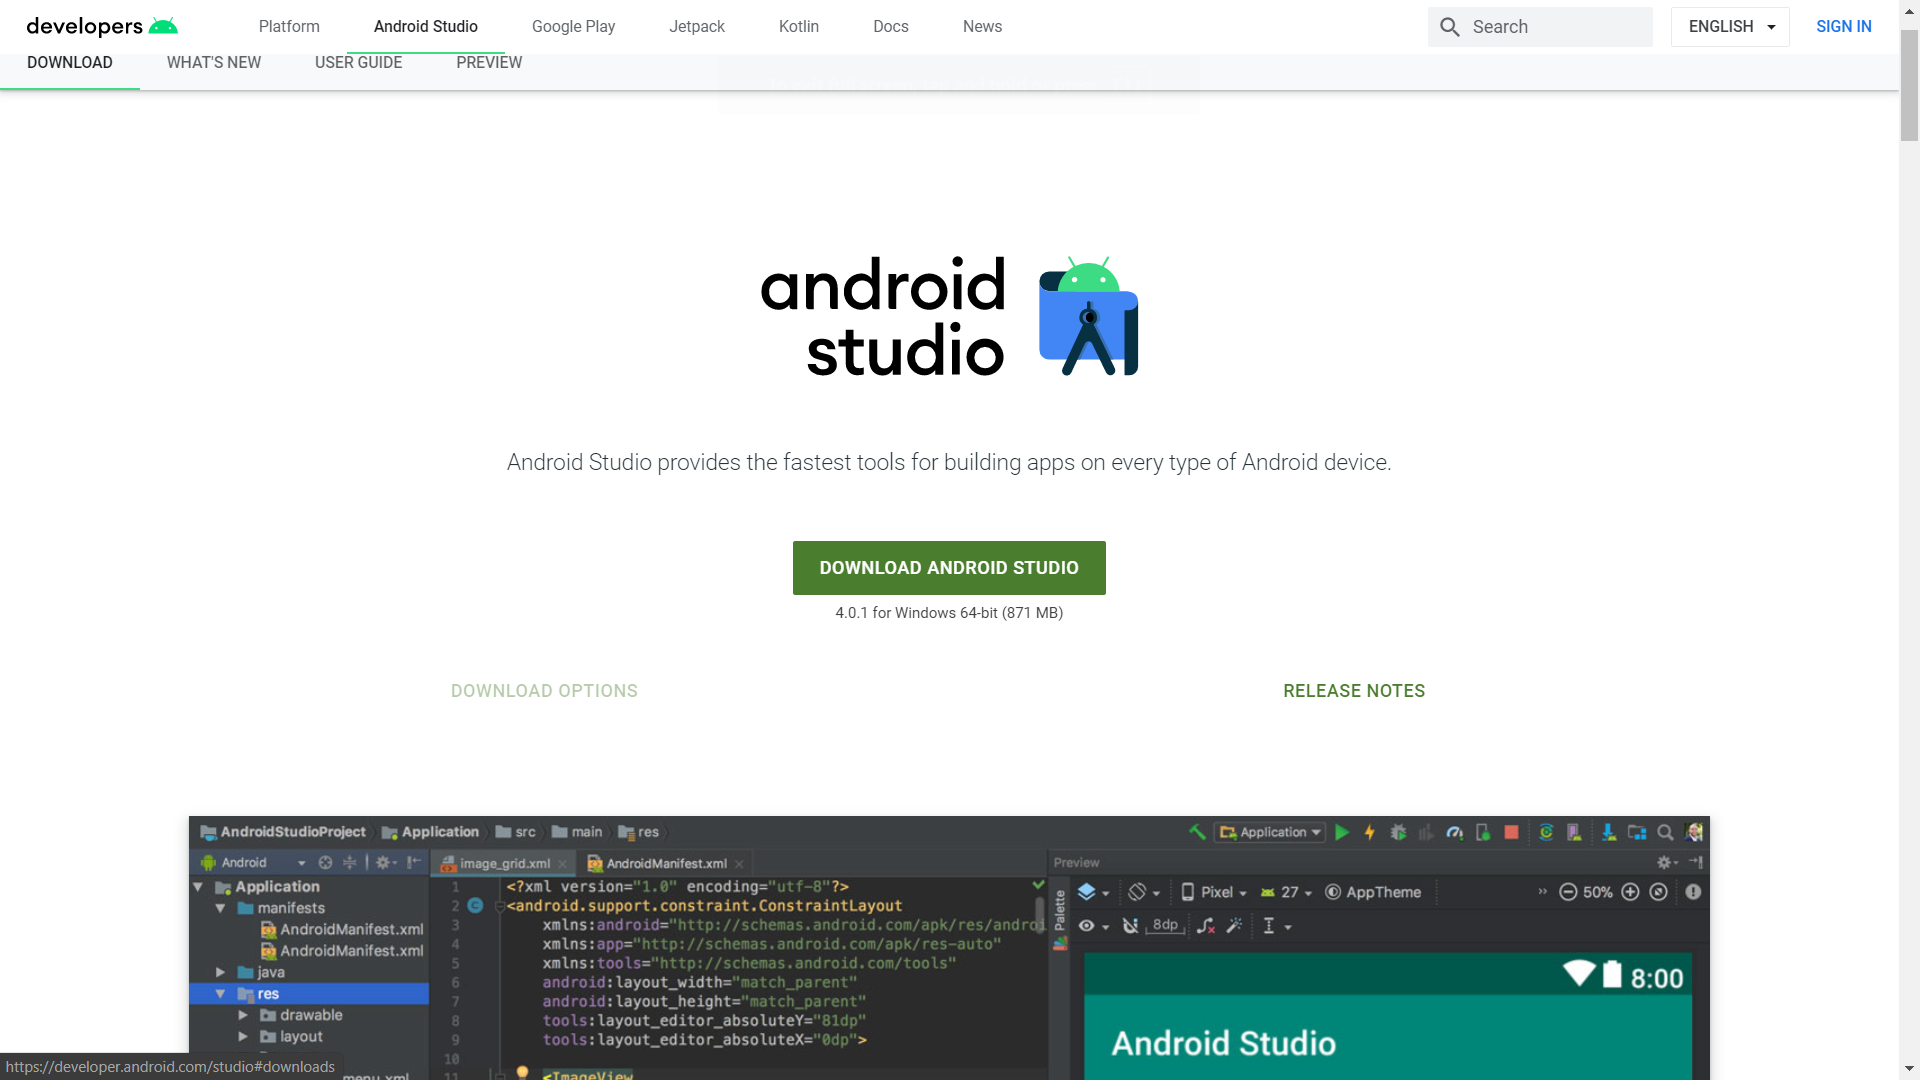 developers
Platform
Android Studio
Google Play
Jetpack
Kotlin
Docs
News
Search
ENGLISH
SIGN IN
DOWNLOAD
WHAT'S NEW
USER GUIDE
PREVIEW
android
studio
Android Studio provides the fastest tools for building apps on every type of Android device.
DOWNLOAD ANDROID STUDIO
4.0.1 for Windows 64-bit (871 MB)
DOWNLOAD OPTIONS
RELEASE NOTES
AndroidStudioProject
Application
src
main
res
Application
Android
image_grid.xml
AndroidManifest.xml
Preview
Application
manifests
AndroidManifest.xml
AndroidManifest.xml
java
res
drawable
layout
1 <?xml version="1.0" encoding="utf-8"?>
2 <android.support.constraint.ConstraintLayout
3 xmlns:android="http://schemas.android.com/apk/res/androi
4 xmlns:app="http://schemas.android.com/apk/res-auto"
5 xmlns:tools="http://schemas.android.com/tools"
6 android:layout_width="match_parent"
7 android:layout_height="match_parent"
8 tools:layout_editor_absoluteY="81dp"
9 tools:layout_editor_absoluteX="0dp">
10
11 <ImageView
Palette
Pixel
27
AppTheme
50%
8dp
8:00
Android Studio
https://developer.android.com/studio#downloads
menu.xml